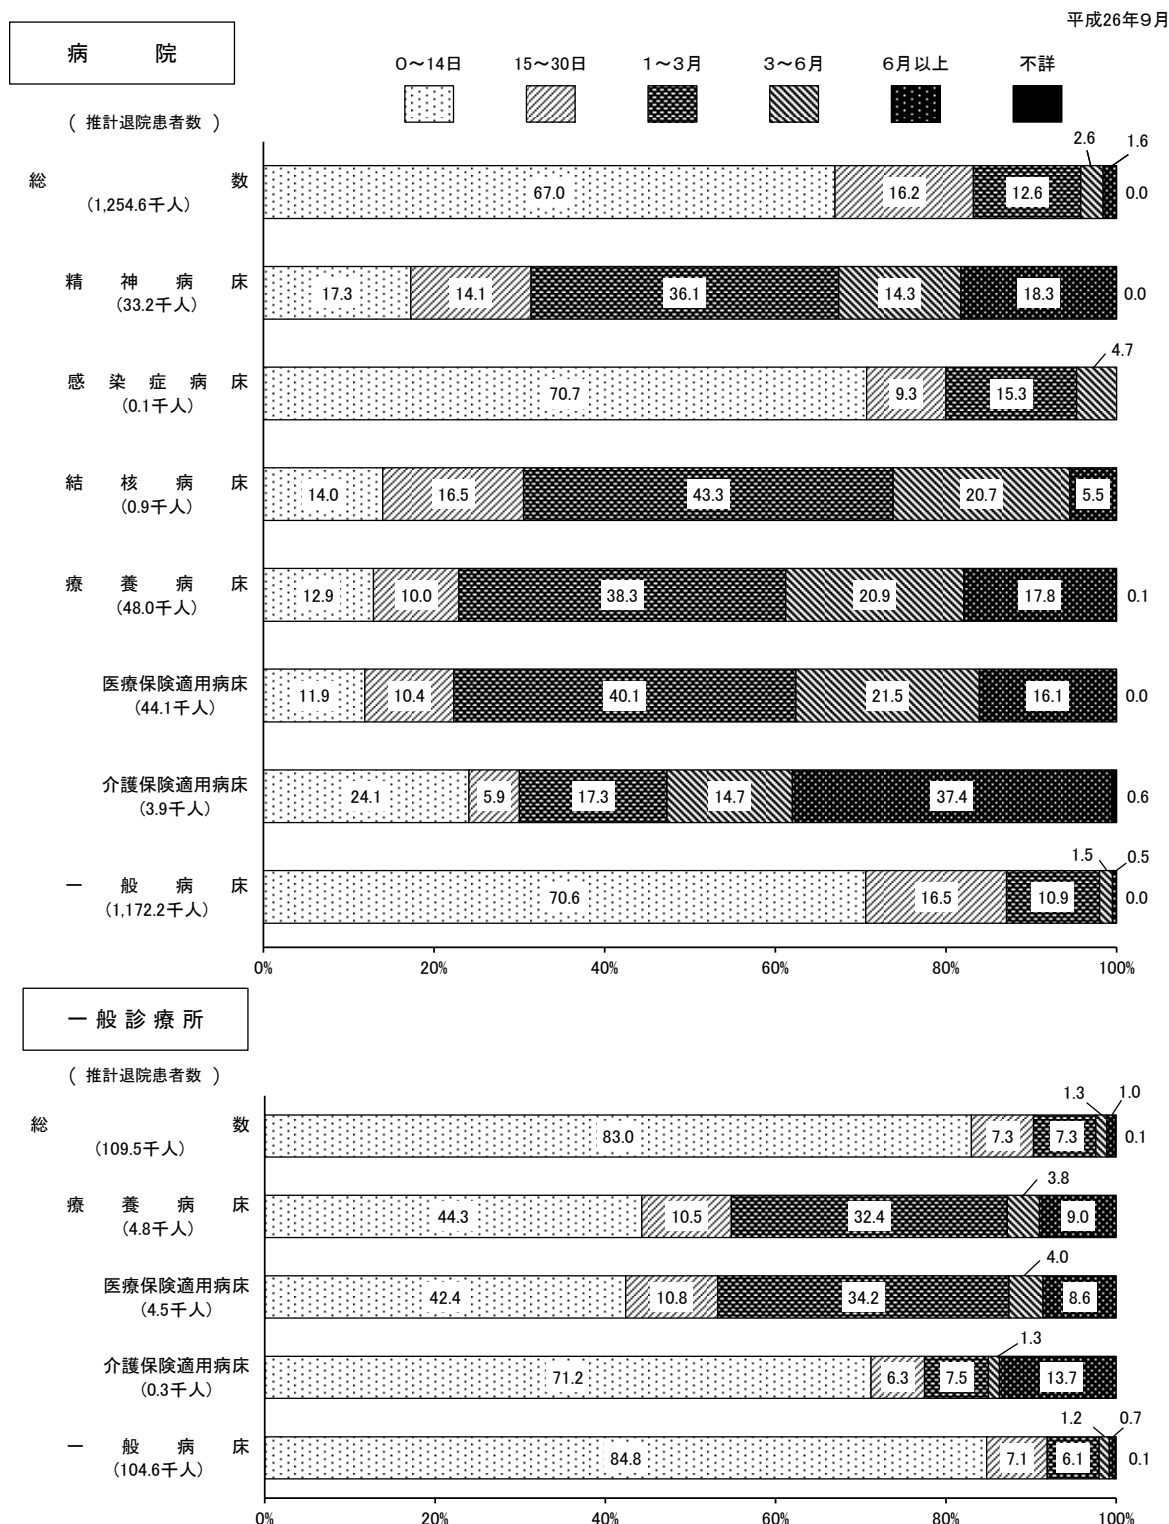 平成26年9月
病　院
0～14日 15～30日 1～3月 3～6月 6月以上 不詳
（ 推計退院患者数 ）
2.6 1.6
総　数 67.0 16.2 12.6 0.0
（1,254.6千人）
精神病床 17.3 14.1 36.1 14.3 18.3 0.0
（33.2千人）
4.7
感染症病床 70.7 9.3 15.3
（0.1千人）
結核病床 14.0 16.5 43.3 20.7 5.5
（0.9千人）
療養病床 12.9 10.0 38.3 20.9 17.8 0.1
（48.0千人）
医療保険適用病床 11.9 10.4 40.1 21.5 16.1 0.0
（44.1千人）
介護保険適用病床 24.1 5.9 17.3 14.7 37.4 0.6
（3.9千人）
1.5 0.5
一般病床 70.6 16.5 10.9 0.0
（1,172.2千人）
0% 20% 40% 60% 80% 100%
一般診療所
（ 推計退院患者数 ）
1.3 1.0
総　数 83.0 7.3 7.3 0.1
（109.5千人）
3.8
療養病床 44.3 10.5 32.4 9.0
（4.8千人）
4.0
医療保険適用病床 42.4 10.8 34.2 8.6
（4.5千人）
1.3
介護保険適用病床 71.2 6.3 7.5 13.7
（0.3千人）
1.2 0.7
一般病床 84.8 7.1 6.1 0.1
（104.6千人）
0% 20% 40% 60% 80% 100%